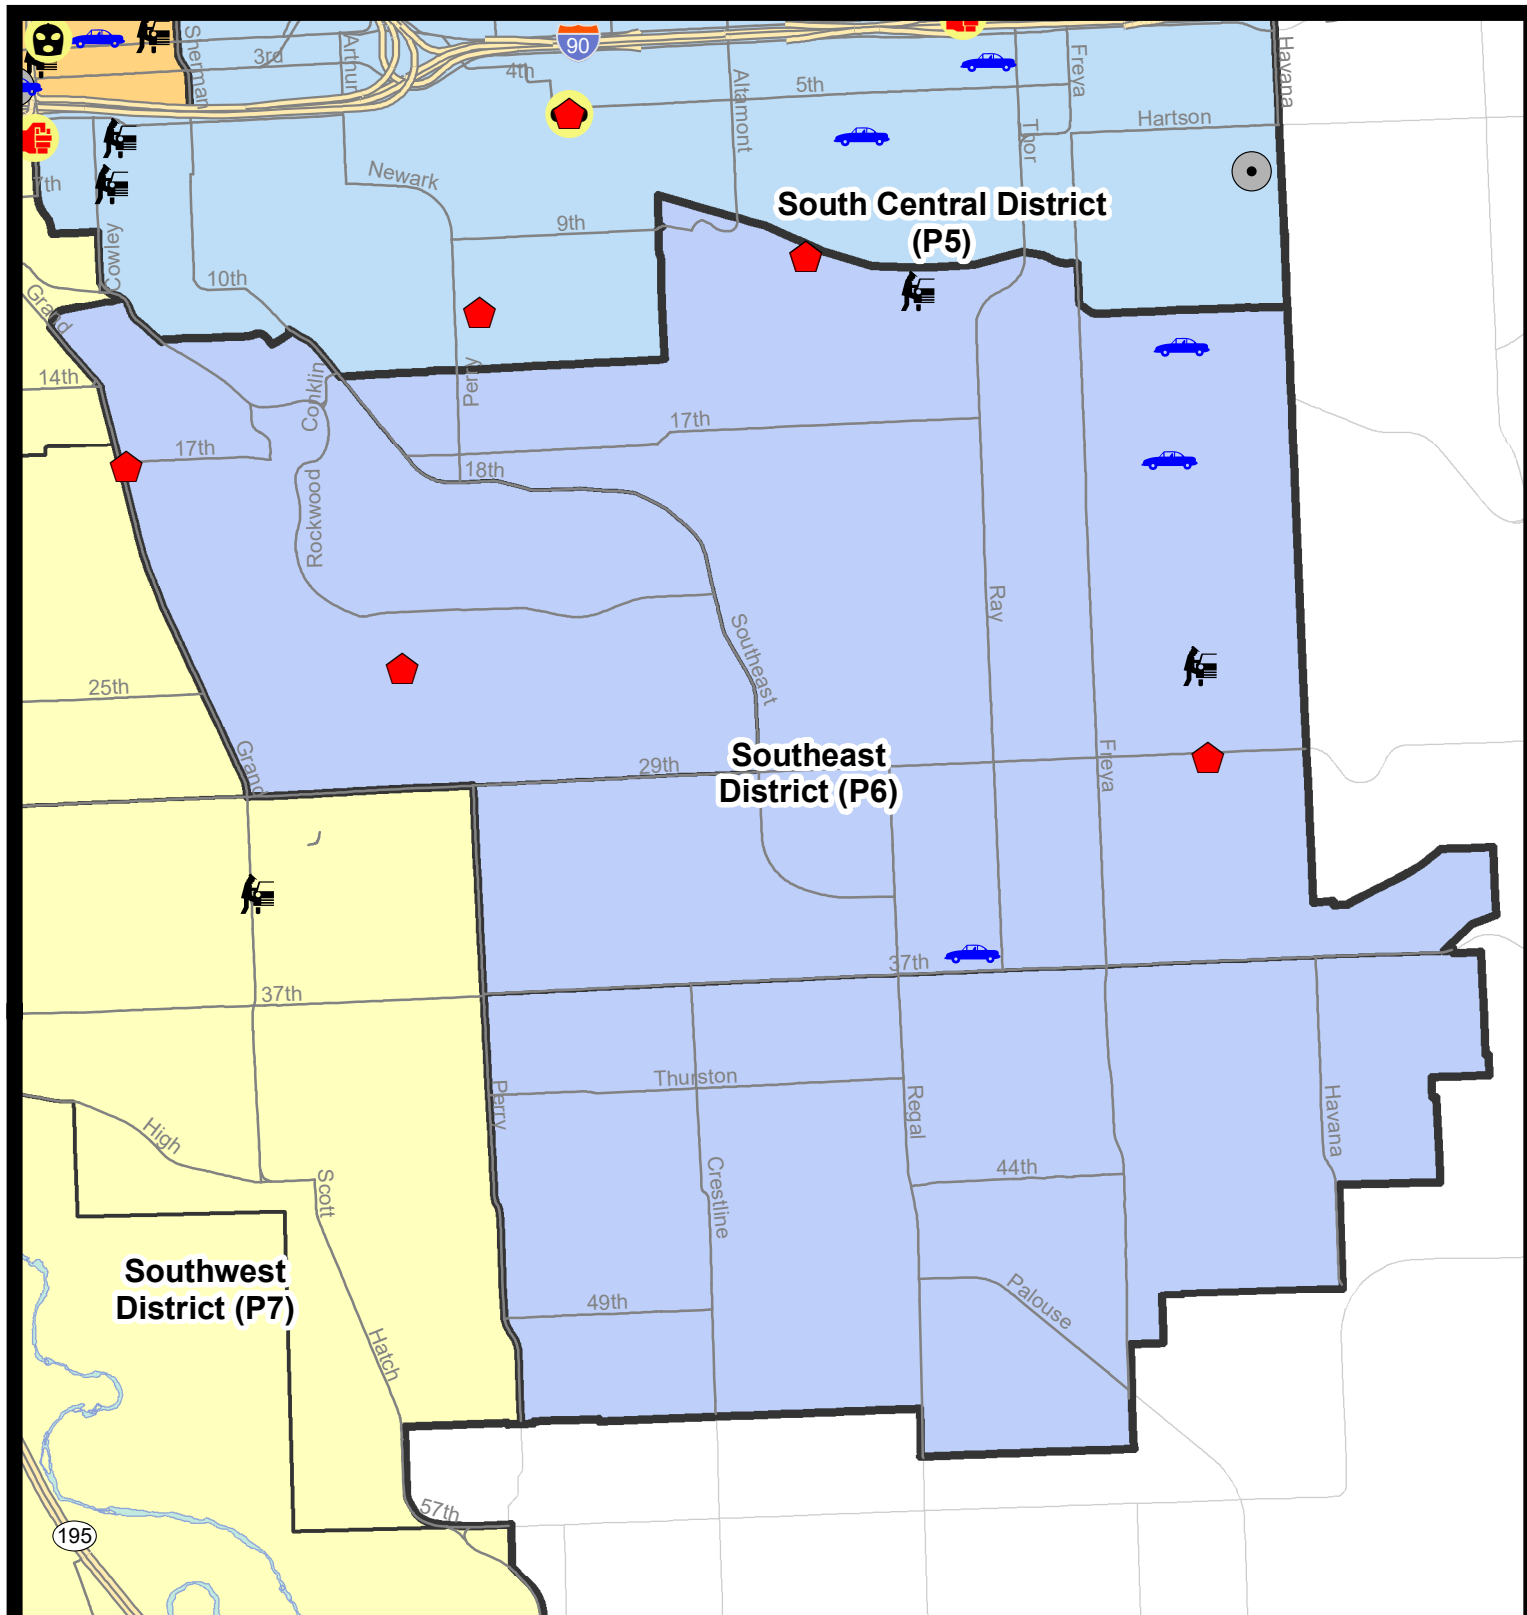 Sherman
3rd
Arthur
90
4th
Altamont
5th
Freya
Havana
Hartson
Thor
7th
Newark
South Central District
(P5)
9th
Cowley
10th
Grand
14th
Conklin
Perry
17th
17th
18th
Rockwood
Ray
Southeast
25th
Grand
29th
Southeast
District (P6)
Freya
37th
37th
Thurston
Perry
Regal
Havana
High
Scott
Crestline
44th
Southwest
District (P7)
49th
Palouse
Hatch
57th
195